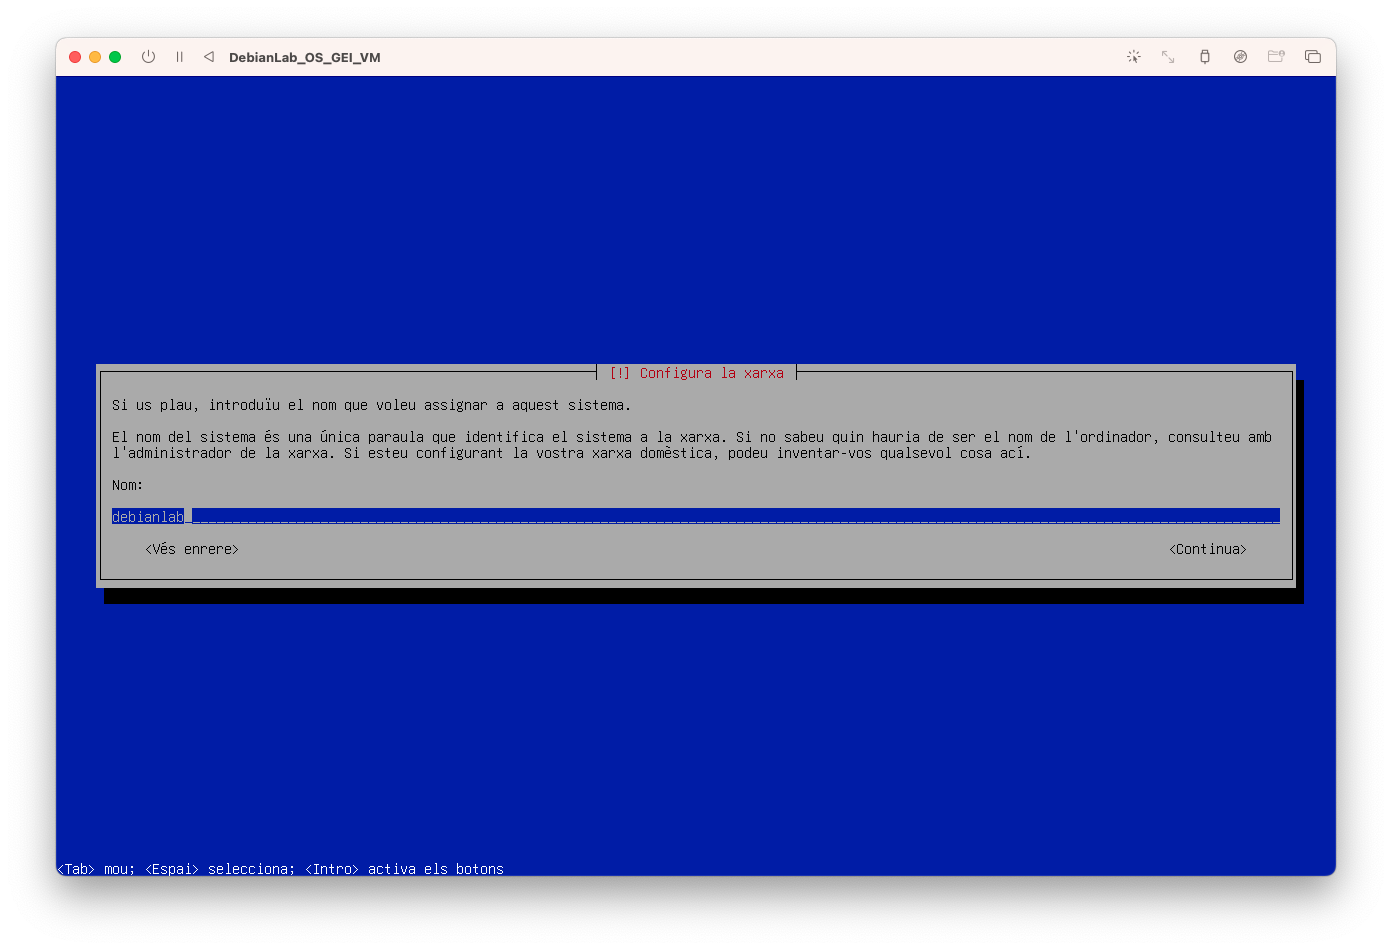 DebianLab_OS_GEI_VM
[!] Configura la xarxa
Si us plau, introduïu el nom que voleu assignar a aquest sistema.
El nom del sistema és una única paraula que identifica el sistema a la xarxa. Si no sabeu quin hauria de ser el nom de l'ordinador, consulteu amb
l'administrador de la xarxa. Si esteu configurant la vostra xarxa domèstica, podeu inventar-vos qualsevol cosa ací.
Nom:
debianlab
<Vés enrere> <Continua>
<Tab> mou; <Espai> selecciona; <Intro> activa els botons